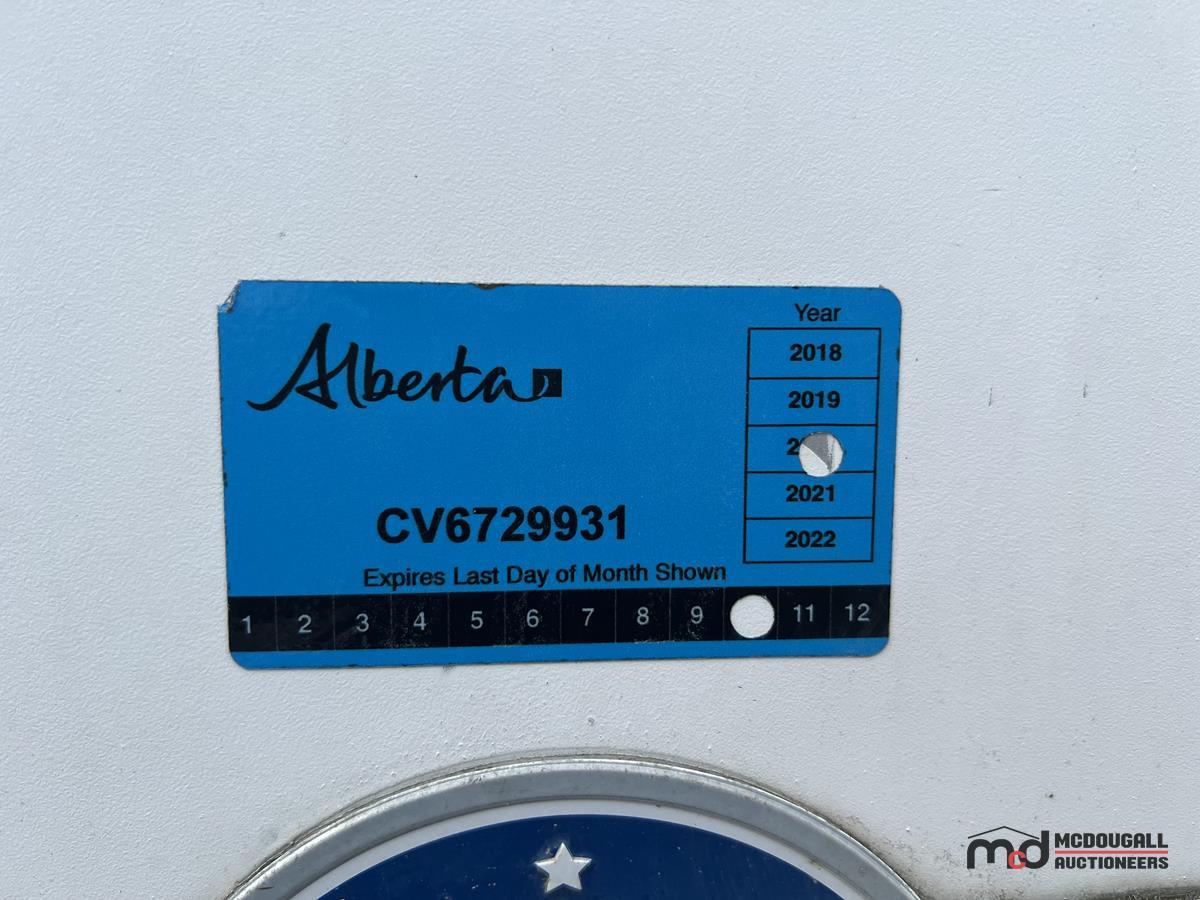 Alberta
Year
2018
2019
2021
2022
CV6729931
Expires Last Day of Month Shown
1 2 3 4 5 6 7 8 9 11 12
mcd MCDOUGALL
AUCTIONEERS